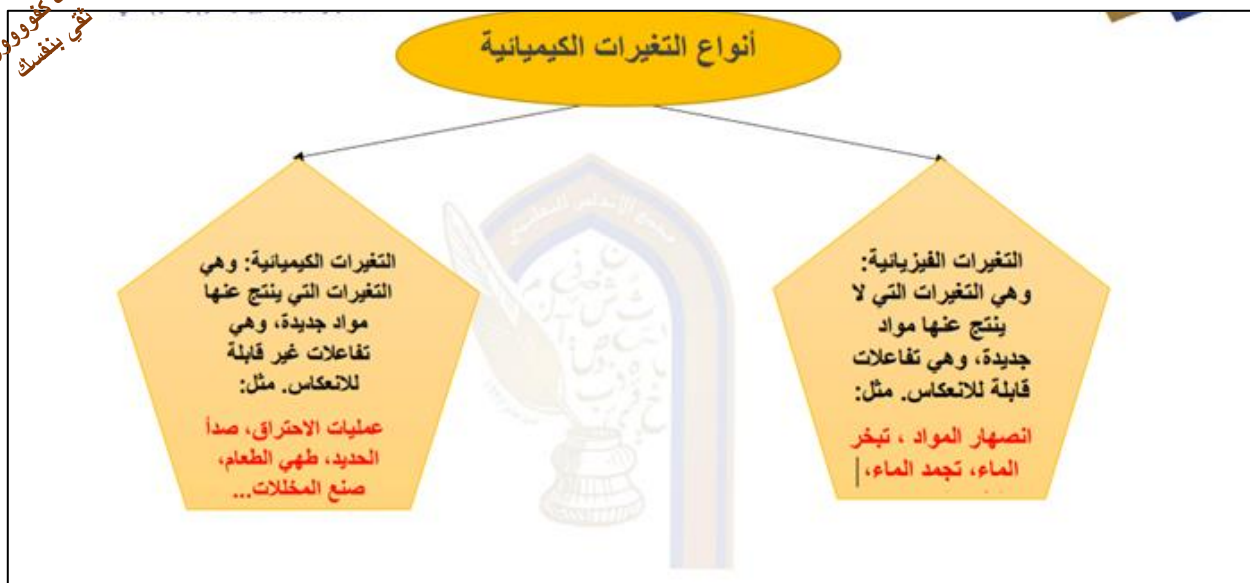 ثقي بنفسك
أنواع التغيرات الكيميائية
التغيرات الفيزيائية:
وهي التغيرات التي لا
ينتج عنها مواد
جديدة، وهي تفاعلات
قابلة للانعكاس. مثل:
انصهار المواد ، تبخر
الماء، تجمد الماء،
التغيرات الكيميائية: وهي
التغيرات التي ينتج عنها
مواد جديدة، وهي
تفاعلات غير قابلة
للانعكاس. مثل:
عمليات الاحتراق، صدأ
الحديد، طهي الطعام،
صنع المخللات...